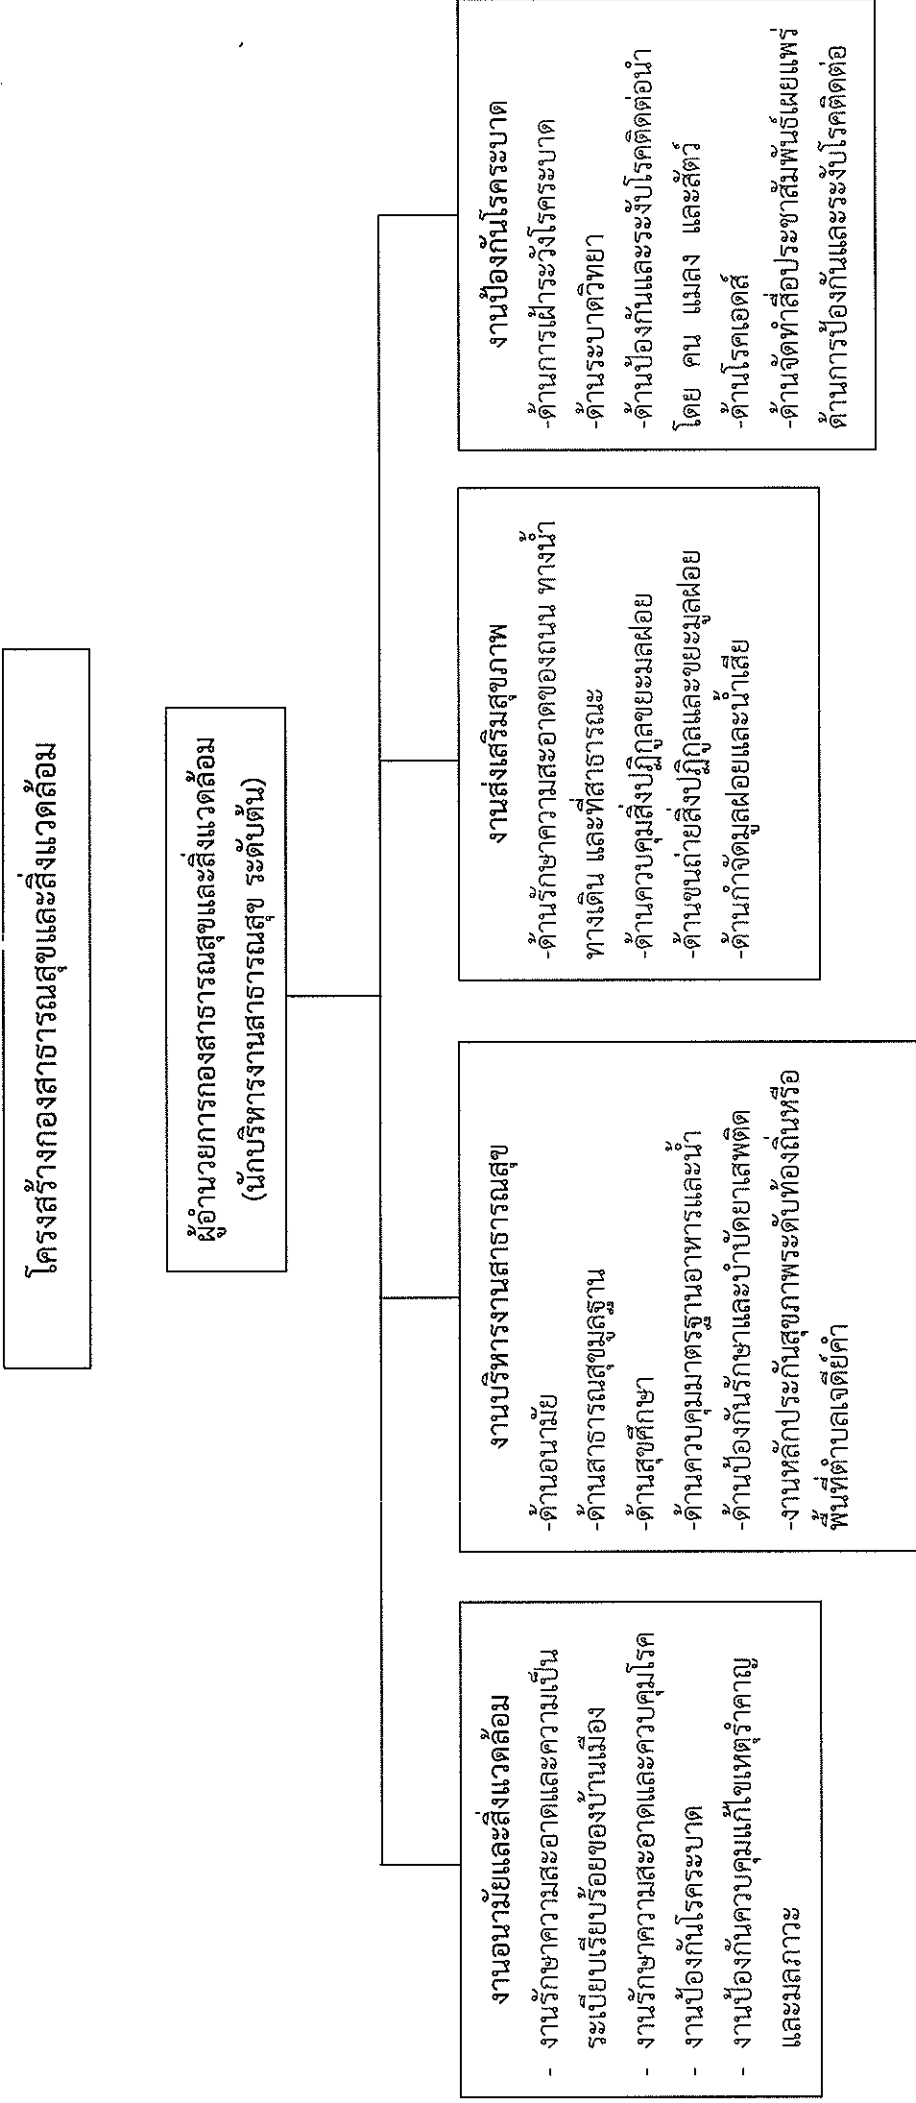 โครงสร้างกองสาธารณสุขและสิ่งแวดล้อม
ผู้อำนวยการกองสาธารณสุขและสิ่งแวดล้อม
(นักบริหารงานสาธารณสุข ระดับต้น)
งานอนามัยและสิ่งแวดล้อม
- งานรักษาความสะอาดและความเป็น
ระเบียบเรียบร้อยของบ้านเมือง
- งานรักษาความสะอาดและควบคุมโรค
- งานป้องกันโรคระบาด
- งานป้องกันควบคุมแก้ไขเหตุรำคาญ
และมลภาวะ
งานบริหารงานสาธารณสุข
-ด้านอนามัย
-ด้านสาธารณสุขมูลฐาน
-ด้านสุขศึกษา
-ด้านควบคุมมาตรฐานอาหารและน้ำ
-ด้านป้องกันรักษาและบำบัดยาเสพติด
-งานหลักประกันสุขภาพระดับท้องถิ่นหรือ
พื้นที่ตำบลเจดีย์คำ
งานส่งเสริมสุขภาพ
-ด้านรักษาความสะอาดของถนน ทางน้ำ
ทางเดิน และที่สาธารณะ
-ด้านควบคุมสิ่งปฏิกูลขยะมลฝอย
-ด้านขนถ่ายสิ่งปฏิกูลและขยะมูลฝอย
-ด้านกำจัดมูลฝอยและน้ำเสีย
งานป้องกันโรคระบาด
-ด้านการเฝ้าระวังโรคระบาด
-ด้านระบาดวิทยา
-ด้านป้องกันและระงับโรคติดต่อนำ
โดย คน แมลง และสัตว์
-ด้านโรคเอดส์
-ด้านจัดทำสื่อประชาสัมพันธ์เผยแพร่
ด้านการป้องกันและระงับโรคติดต่อ